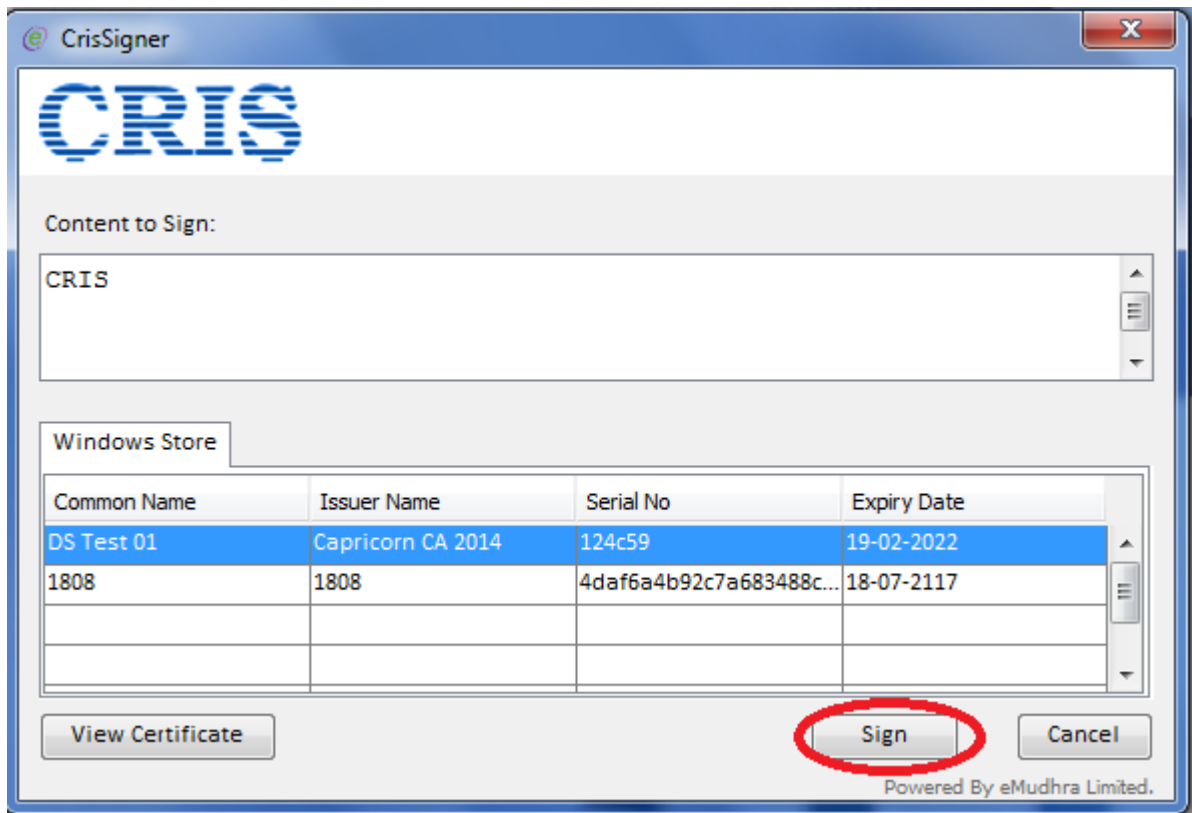 CrisSigner
CRIS
Content to Sign:
CRIS
Windows Store
Common Name Issuer Name Serial No Expiry Date
DS Test 01 Capricorn CA 2014 124c59 19-02-2022
1808 1808 4daf6a4b92c7a683488c... 18-07-2117
View Certificate Sign Cancel
Powered By eMudhra Limited.